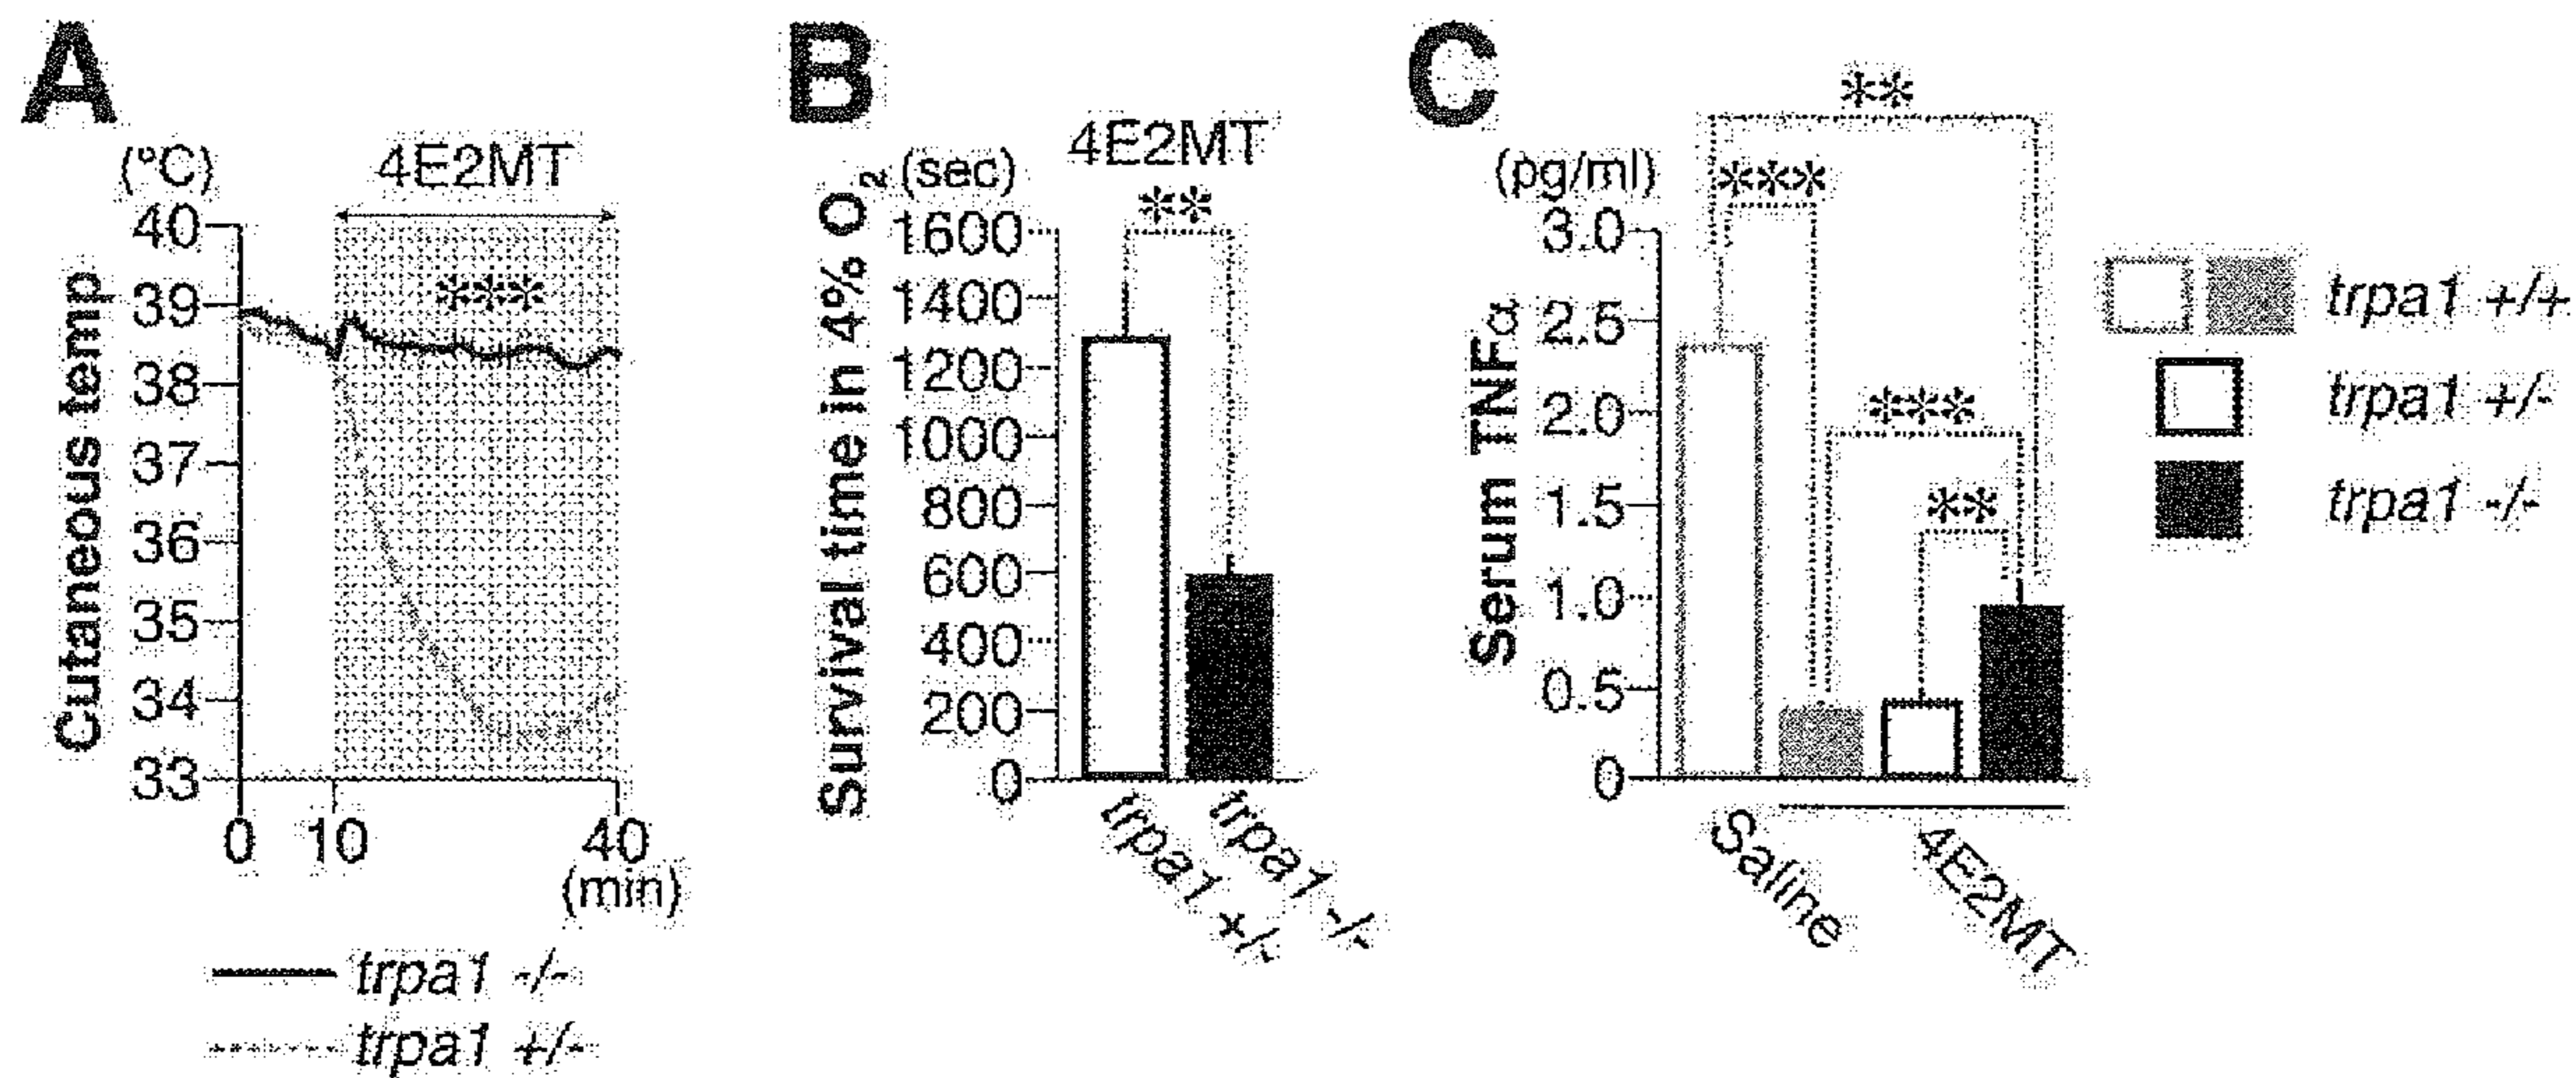 A
(°C)
4E2MT
Cutaneous temp
40
39
38
37
36
35
34
33
***
0 10 40
(min)
trpa1 -/-
trpa1 +/-
B
4E2MT
Survival time in 4% O₂ (sec)
**
1600
1400
1200
1000
800
600
400
200
0
trpa1 +/-
trpa1 -/-
C
(pg/ml)
Serum TNFα
**
***
***
**
3.0
2.5
2.0
1.5
1.0
0.5
0
Saline
4E2MT
trpa1 +/+
trpa1 +/-
trpa1 -/-